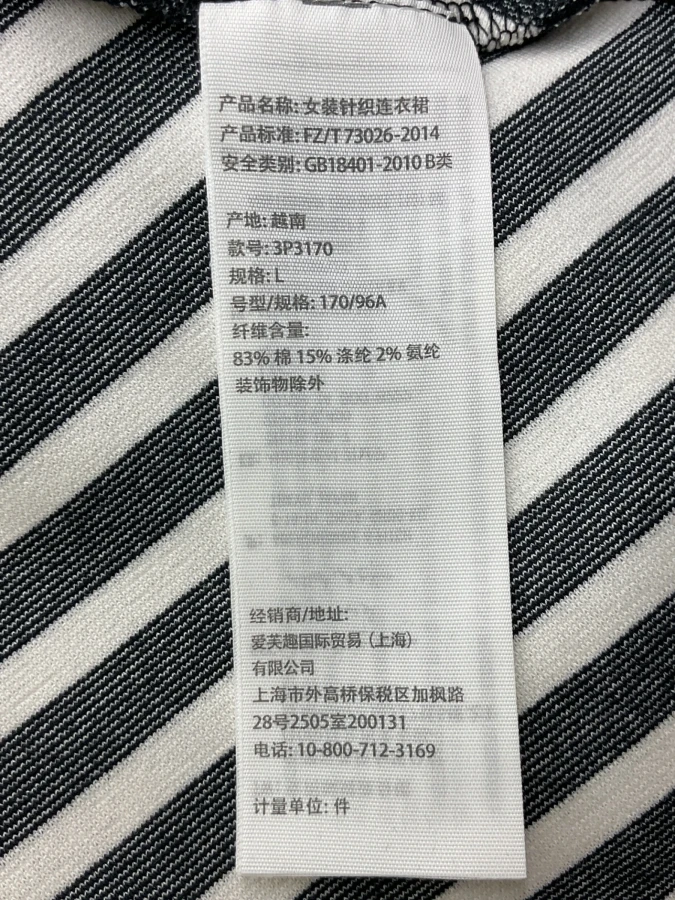 产品名称: 女装针织连衣裙
产品标准: FZ/T 73026-2014
安全类别: GB18401-2010 B类
产地: 越南
款号: 3P3170
规格: L
号型/规格: 170/96A
纤维含量:
83% 棉 15% 涤纶 2% 氨纶
装饰物除外
经销商/地址:
爱芙趣国际贸易 (上海)
有限公司
上海市外高桥保税区加枫路
28号2505室200131
电话: 10-800-712-3169
计量单位: 件